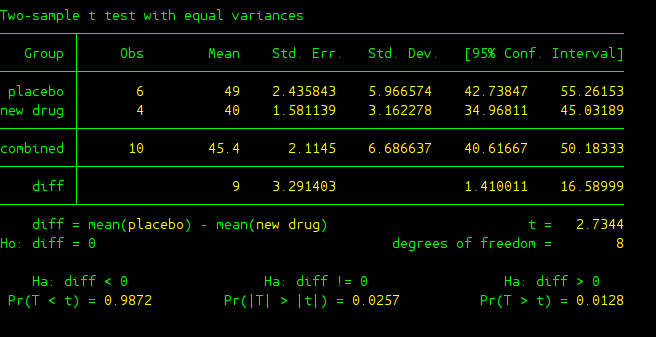 Two-sample t test with equal variances
Group Obs Mean Std. Err. Std. Dev. [95% Conf. Interval]
placebo 6 49 2.435843 5.966574 42.73847 55.26153
new drug 4 40 1.581139 3.162278 34.96811 45.03189
combined 10 45.4 2.1145 6.686637 40.61667 50.18333
diff 9 3.291403 1.410011 16.58999
diff = mean(placebo) - mean(new drug) t = 2.7344
Ho: diff = 0 degrees of freedom = 8
Ha: diff < 0 Ha: diff != 0 Ha: diff > 0
Pr(T < t) = 0.9872 Pr(|T| > |t|) = 0.0257 Pr(T > t) = 0.0128